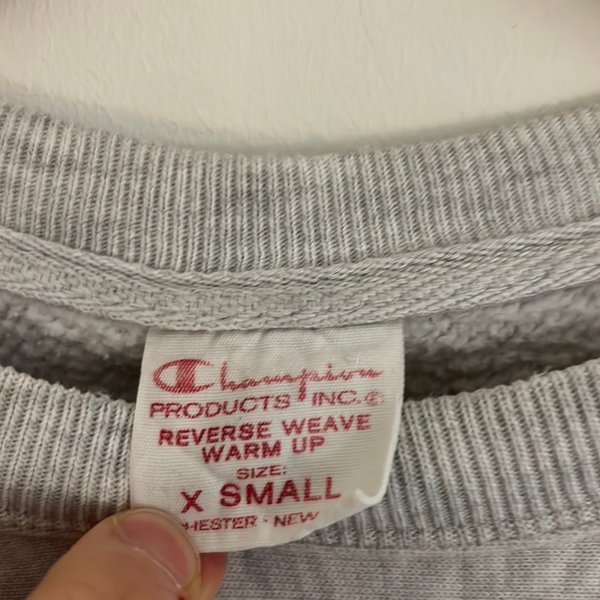 Champion
PRODUCTS INC.®
REVERSE WEAVE
WARM UP
SIZE:
X SMALL
HESTER - NEW